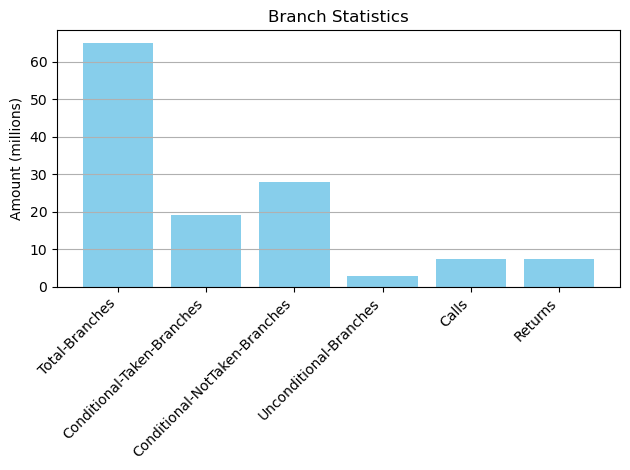 Branch Statistics
Amount (millions)
60
50
40
30
20
10
0
Total-Branches
Conditional-Taken-Branches
Conditional-NotTaken-Branches
Unconditional-Branches
Calls
Returns